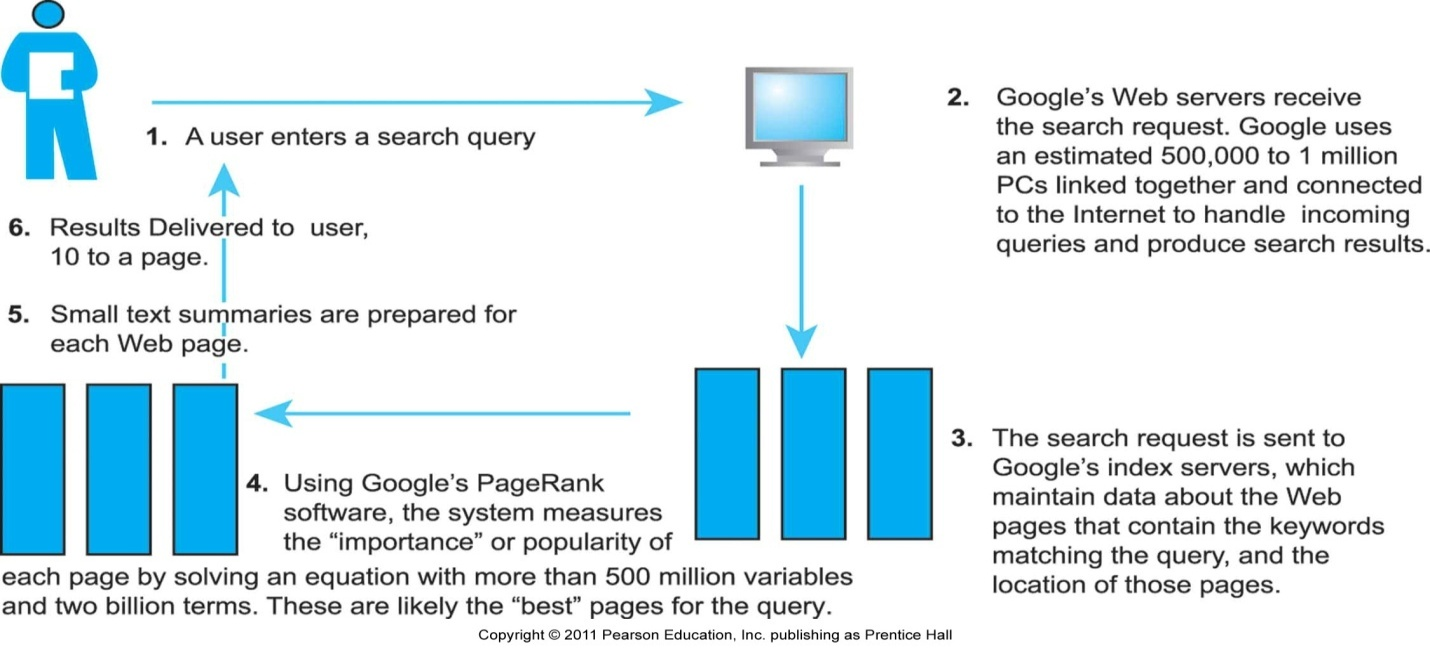 1. A user enters a search query
2. Google's Web servers receive
the search request. Google uses
an estimated 500,000 to 1 million
PCs linked together and connected
to the Internet to handle incoming
queries and produce search results.
3. The search request is sent to
Google's index servers, which
maintain data about the Web
pages that contain the keywords
matching the query, and the
location of those pages.
4. Using Google's PageRank
software, the system measures
the “importance” or popularity of
each page by solving an equation with more than 500 million variables
and two billion terms. These are likely the “best” pages for the query.
5. Small text summaries are prepared for
each Web page.
6. Results Delivered to user,
10 to a page.
Copyright © 2011 Pearson Education, Inc. publishing as Prentice Hall